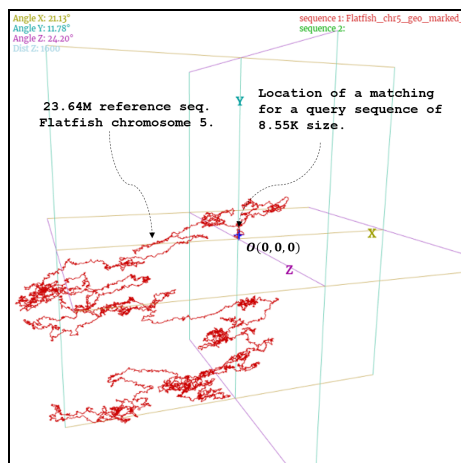 Angle X: 21.13°
Angle Y: 11.78°
Angle Z: 24.20°
Dist Z: 1600
sequence 1: Flatfish_chr5_geo_marked_
sequence 2:
23.64M reference seq.
Flatfish chromosome 5.
Location of a matching
for a query sequence of
8.55K size.
Y
X
O(0,0,0)
Z